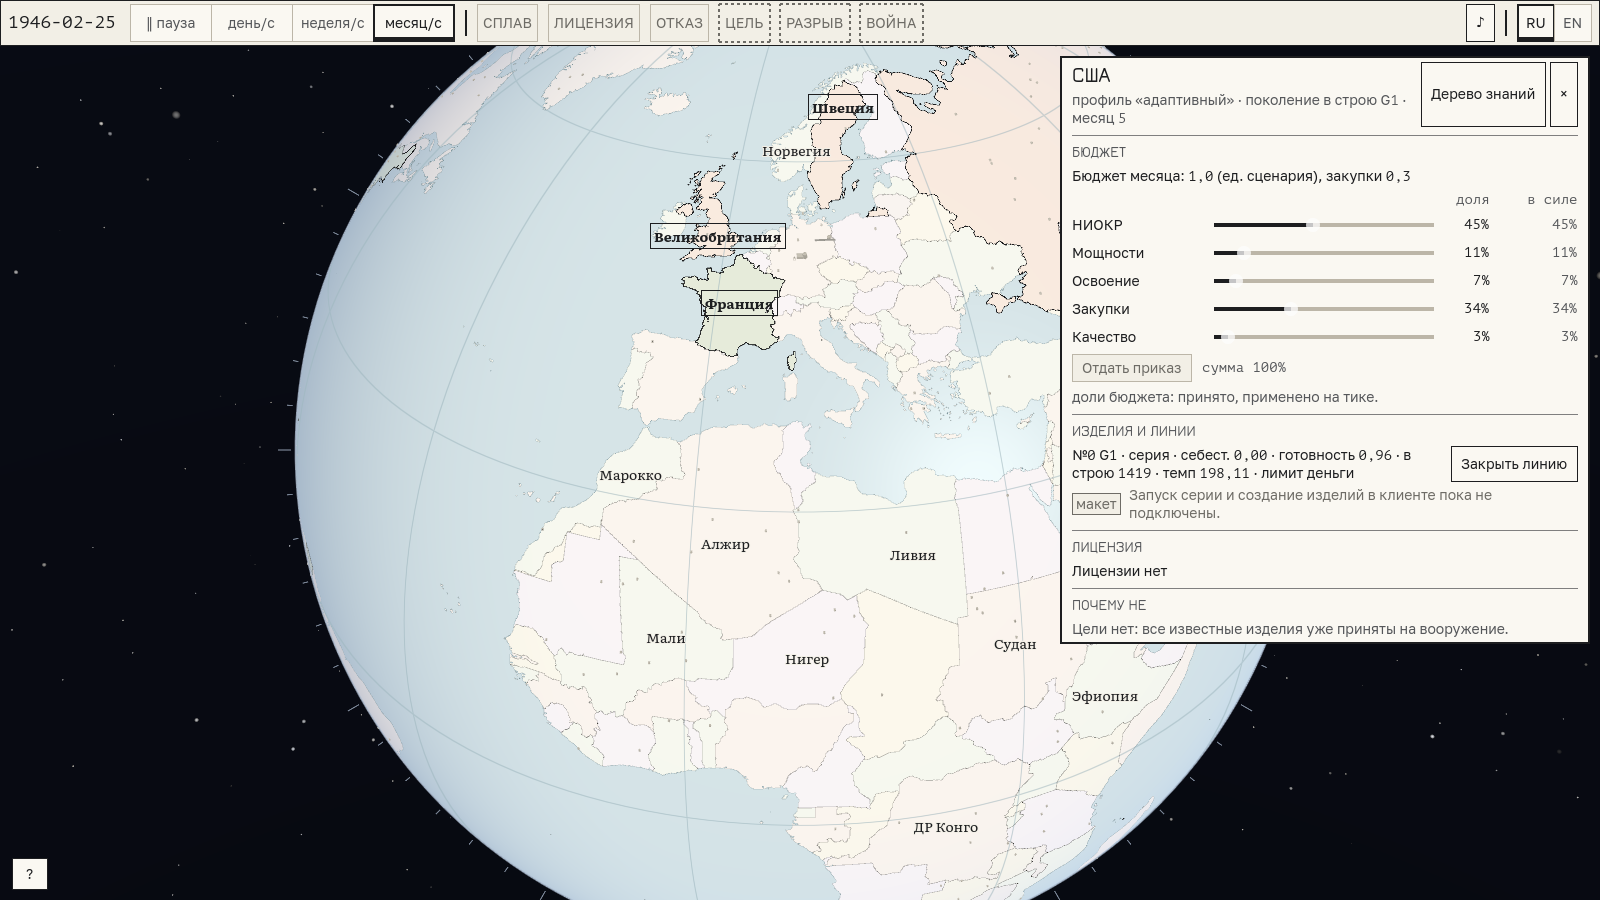 1946-02-25
‖ пауза
день/с
неделя/с
месяц/с
СПЛАВ
ЛИЦЕНЗИЯ
ОТКАЗ
ЦЕЛЬ
РАЗРЫВ
ВОЙНА
♪
RU
EN
США
профиль «адаптивный» · поколение в строю G1 ·
месяц 5
Дерево знаний
×
БЮДЖЕТ
Бюджет месяца: 1,0 (ед. сценария), закупки 0,3
доля в силе
НИОКР 45% 45%
Мощности 11% 11%
Освоение 7% 7%
Закупки 34% 34%
Качество 3% 3%
Отдать приказ сумма 100%
доли бюджета: принято, применено на тике.
ИЗДЕЛИЯ И ЛИНИИ
№0 G1 · серия · себест. 0,00 · готовность 0,96 · в
строю 1419 · темп 198,11 · лимит деньги
Закрыть линию
макет
Запуск серии и создание изделий в клиенте пока не
подключены.
ЛИЦЕНЗИЯ
Лицензии нет
ПОЧЕМУ НЕ
Цели нет: все известные изделия уже приняты на вооружение.
Швеция
Норвегия
Великобритания
Франция
Марокко
Алжир
Ливия
Мали
Нигер
Судан
Эфиопия
ДР Конго
?